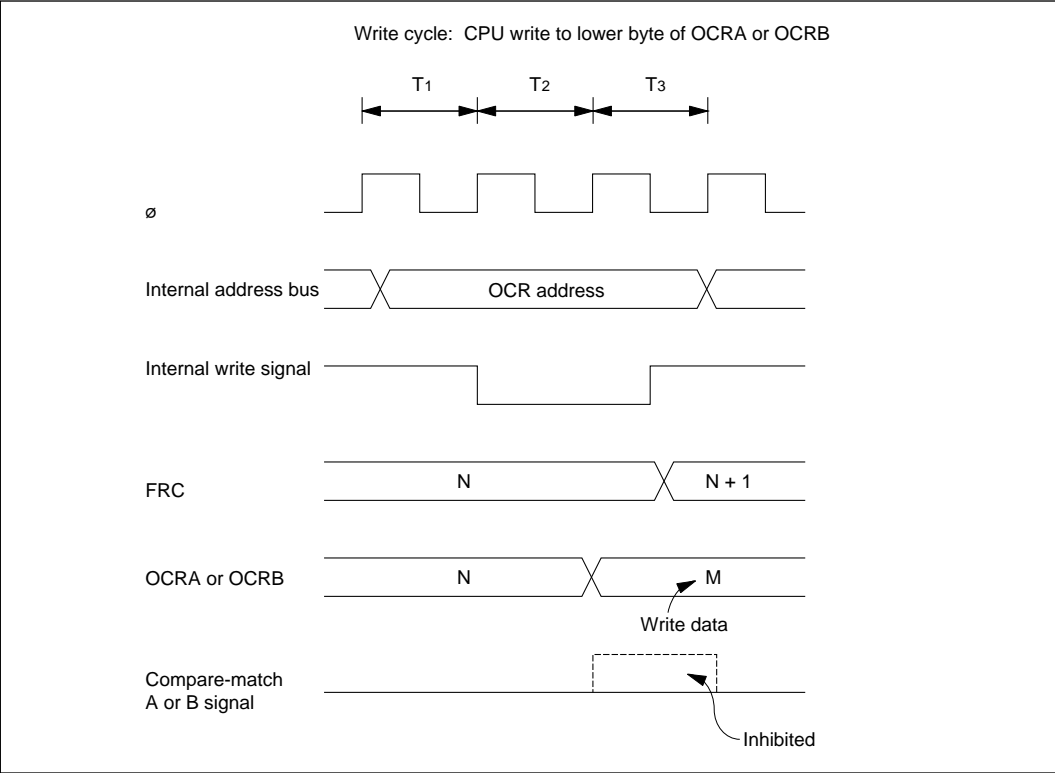 Write cycle: CPU write to lower byte of OCRA or OCRB
T1 T2 T3
ø
Internal address bus
OCR address
Internal write signal
FRC
N
N + 1
OCRA or OCRB
N
M
Write data
Compare-match
A or B signal
Inhibited